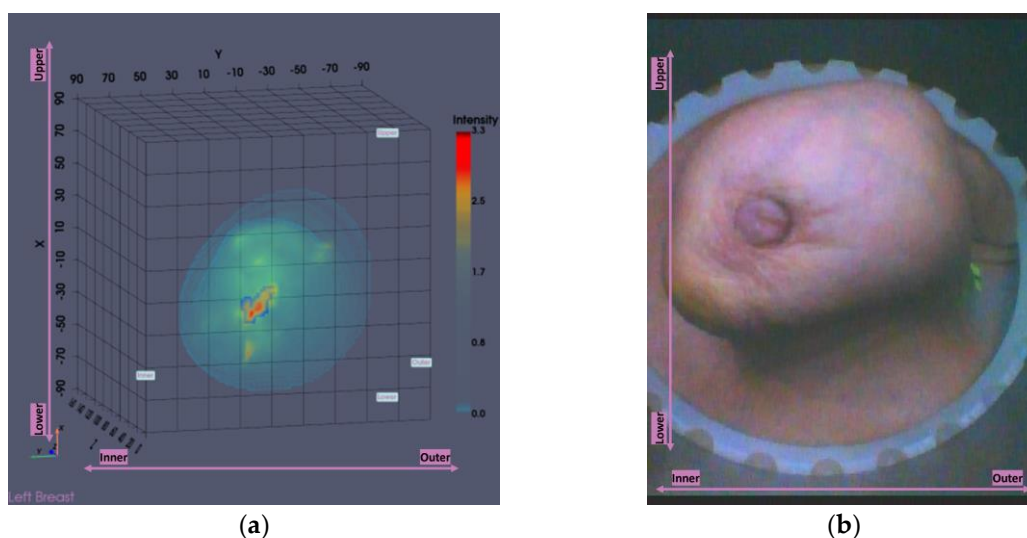 Upper
Y
90 70 50 30 10 -10 -30 -50 -70 -90
90
70
50
30
10
-10
-30
-50
-70
-90
X
Intensity
3.3
2.5
1.7
0.8
0.0
Upper
Inner
Outer
Lower
Lower
X
Y
Inner
Outer
Left Breast
(a)
Upper
Lower
Inner
Outer
(b)